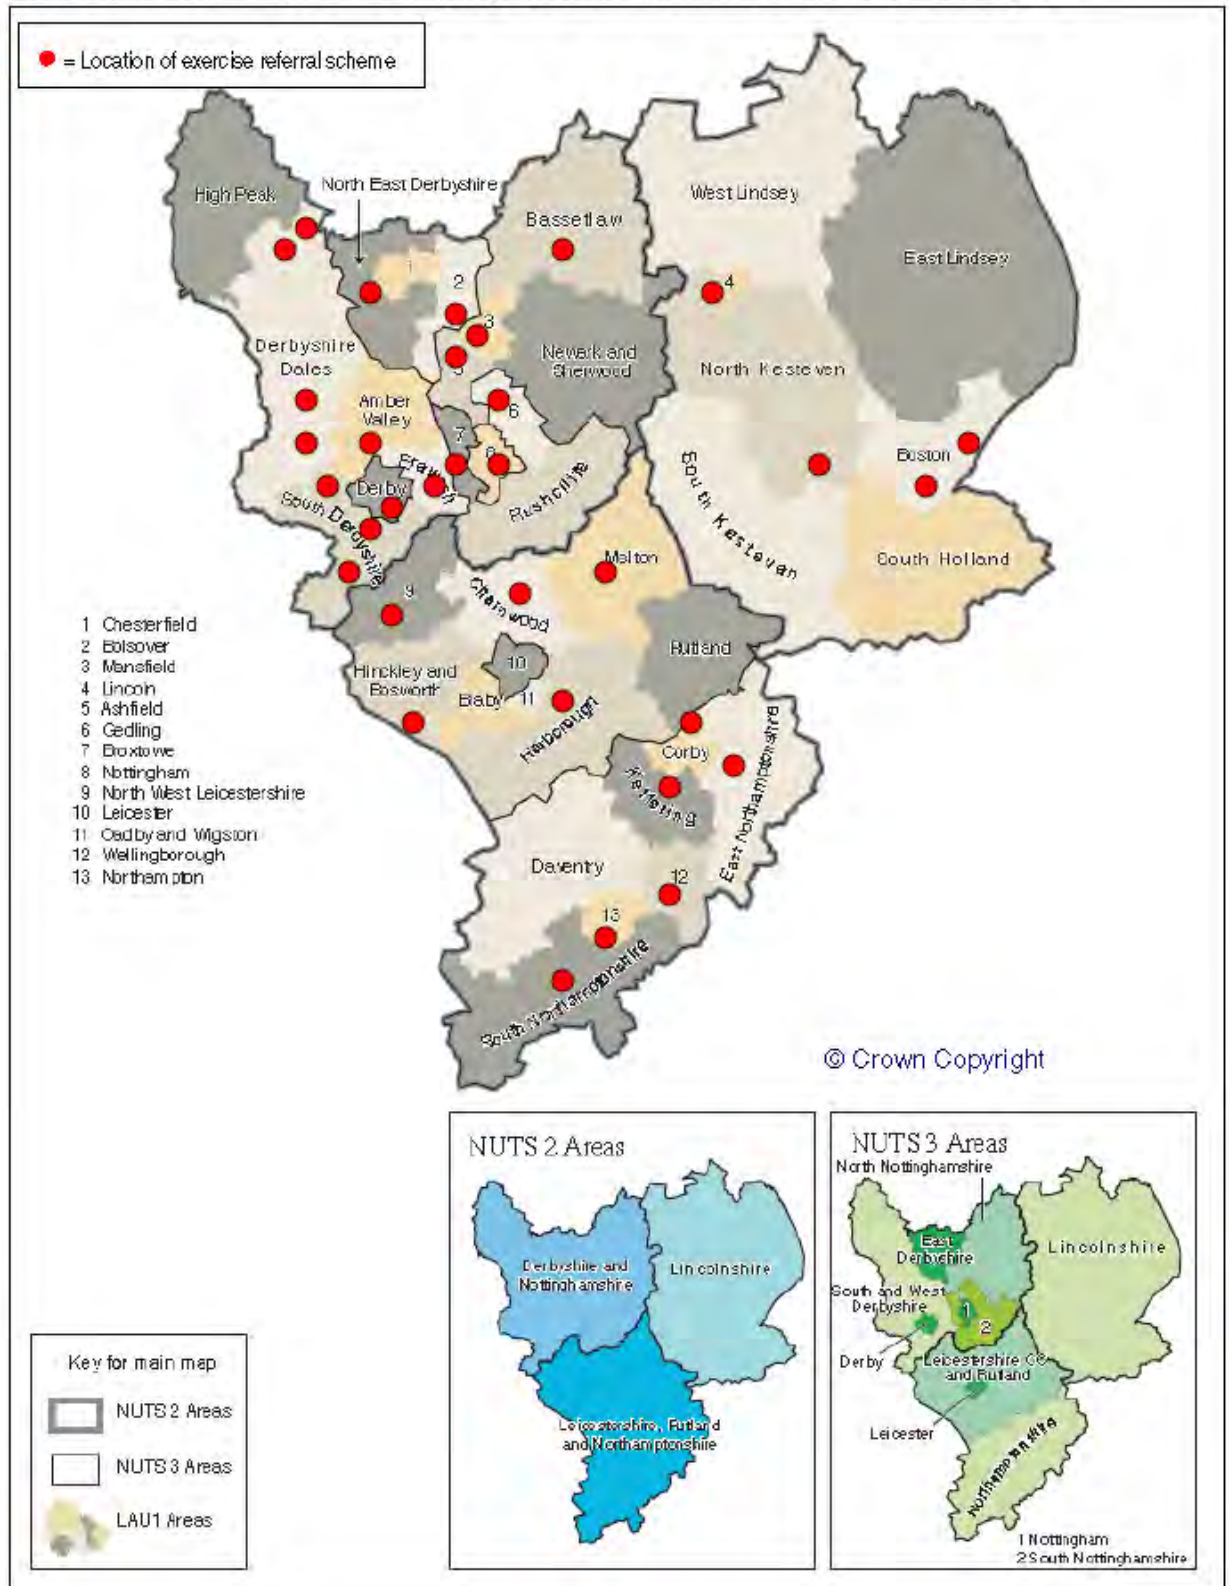 = Location of exercise referral scheme
High Peak
North East Derbyshire
Bassetlaw
West Lindsey
East Lindsey
1
2
3
4
Derbyshire
Dales
Newark and
Sherwood
North Kesteven
Amber
Valley
5
6
7
8
Boston
Erewash
Derby
Rushcliffe
South Derbyshire
South Kesteven
South Holland
Melton
Charnwood
9
Rutland
10
Hinckley and
Bosworth
Blaby
11
Harborough
Corby
Kettering
East Northamptonshire
Daventry
12
13
South Northamptonshire
1 Chesterfield
2 Bolsover
3 Mansfield
4 Lincoln
5 Ashfield
6 Gedling
7 Broxtowe
8 Nottingham
9 North West Leicestershire
10 Leicester
11 Oadby and Wigston
12 Wellingborough
13 Northampton
© Crown Copyright
Key for main map
NUTS 2 Areas
NUTS 3 Areas
LAU1 Areas
NUTS 2 Areas
Derbyshire and
Nottinghamshire
Lincolnshire
Leicestershire, Rutland
and Northamptonshire
NUTS 3 Areas
North Nottinghamshire
East
Derbyshire
Lincolnshire
South and West
Derbyshire
1
2
Derby
Leicestershire CC
and Rutland
Leicester
Northamptonshire
1 Nottingham
2 South Nottinghamshire